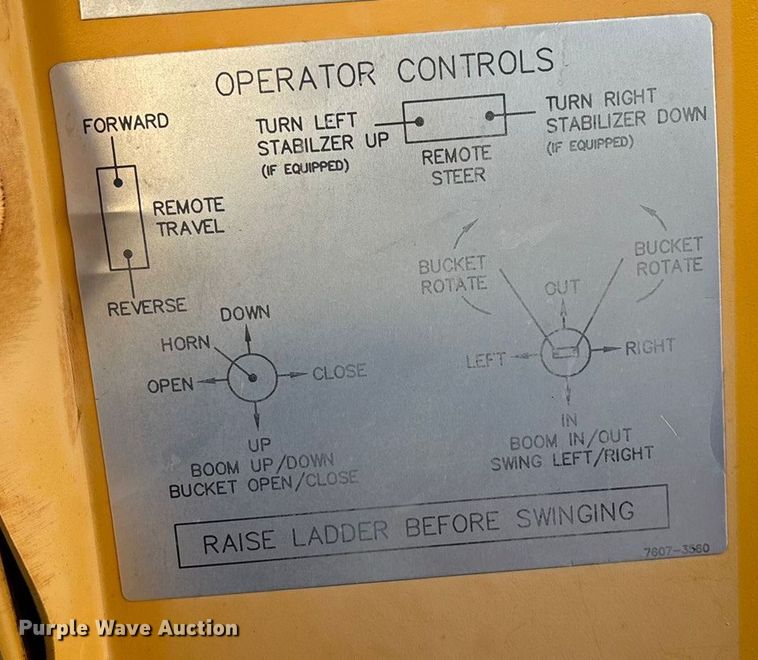 OPERATOR CONTROLS
FORWARD
REMOTE
TRAVEL
REVERSE
TURN LEFT
STABILZER UP
(IF EQUIPPED)
REMOTE
STEER
TURN RIGHT
STABILIZER DOWN
(IF EQUIPPED)
DOWN
HORN
OPEN
CLOSE
UP
BOOM UP/DOWN
BUCKET OPEN/CLOSE
BUCKET
ROTATE
OUT
BUCKET
ROTATE
LEFT
RIGHT
IN
BOOM IN/OUT
SWING LEFT/RIGHT
RAISE LADDER BEFORE SWINGING
7607-3560
Purple Wave Auction